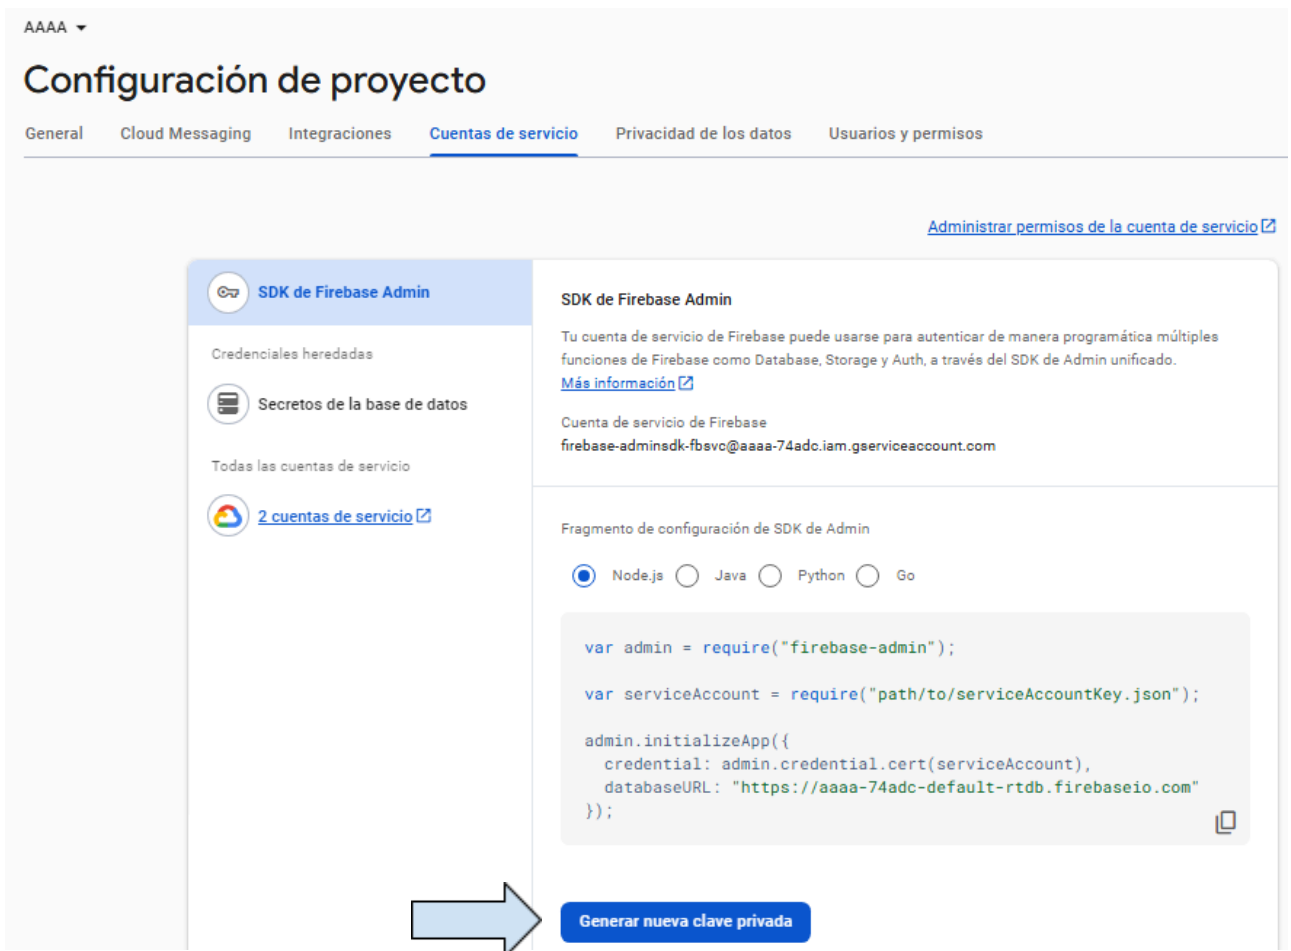 AAAA
Configuración de proyecto
General Cloud Messaging Integraciones Cuentas de servicio Privacidad de los datos Usuarios y permisos
Administrar permisos de la cuenta de servicio
SDK de Firebase Admin
Credenciales heredadas
Secretos de la base de datos
Todas las cuentas de servicio
2 cuentas de servicio
SDK de Firebase Admin
Tu cuenta de servicio de Firebase puede usarse para autenticar de manera programática múltiples
funciones de Firebase como Database, Storage y Auth, a través del SDK de Admin unificado.
Más información
Cuenta de servicio de Firebase
firebase-adminsdk-fbsvc@aaaa-74adc.iam.gserviceaccount.com
Fragmento de configuración de SDK de Admin
Node.js Java Python Go
var admin = require("firebase-admin");
var serviceAccount = require("path/to/serviceAccountKey.json");
admin.initializeApp({
credential: admin.credential.cert(serviceAccount),
databaseURL: "https://aaaa-74adc-default-rtdb.firebaseio.com"
});
Generar nueva clave privada